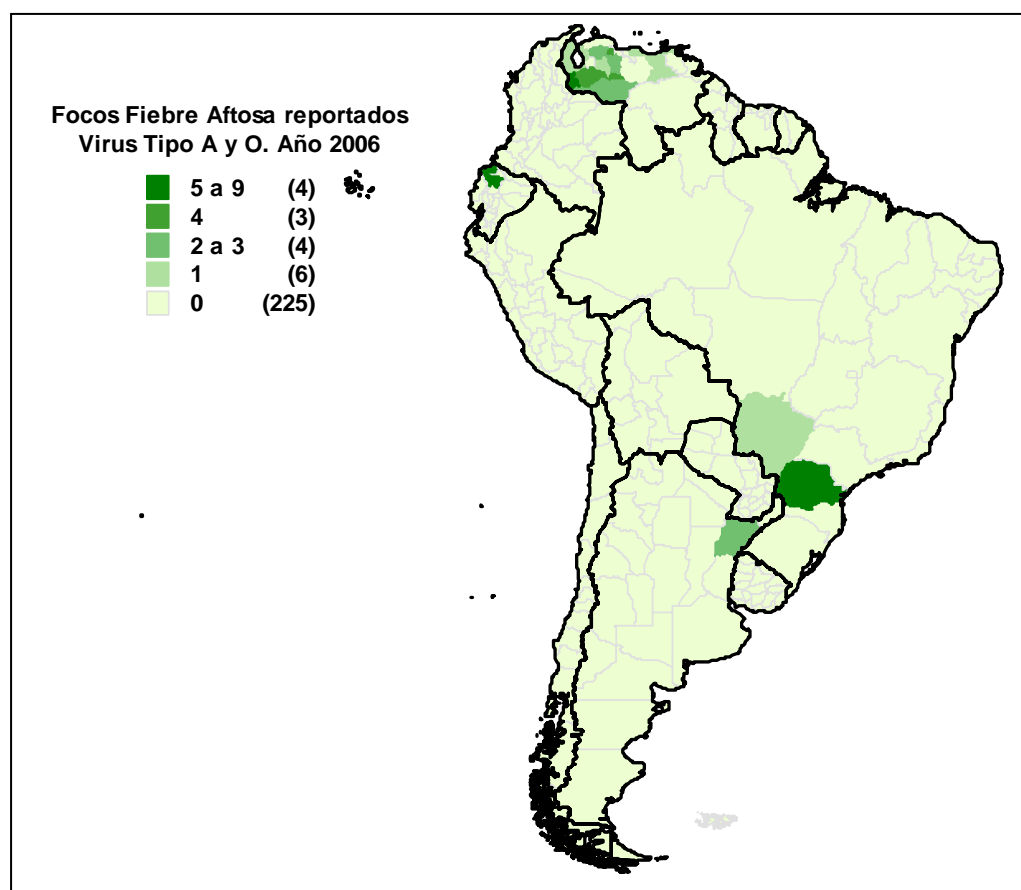 Focos Fiebre Aftosa reportados
Virus Tipo A y O. Año 2006
5 a 9 (4)
4 (3)
2 a 3 (4)
1 (6)
0 (225)